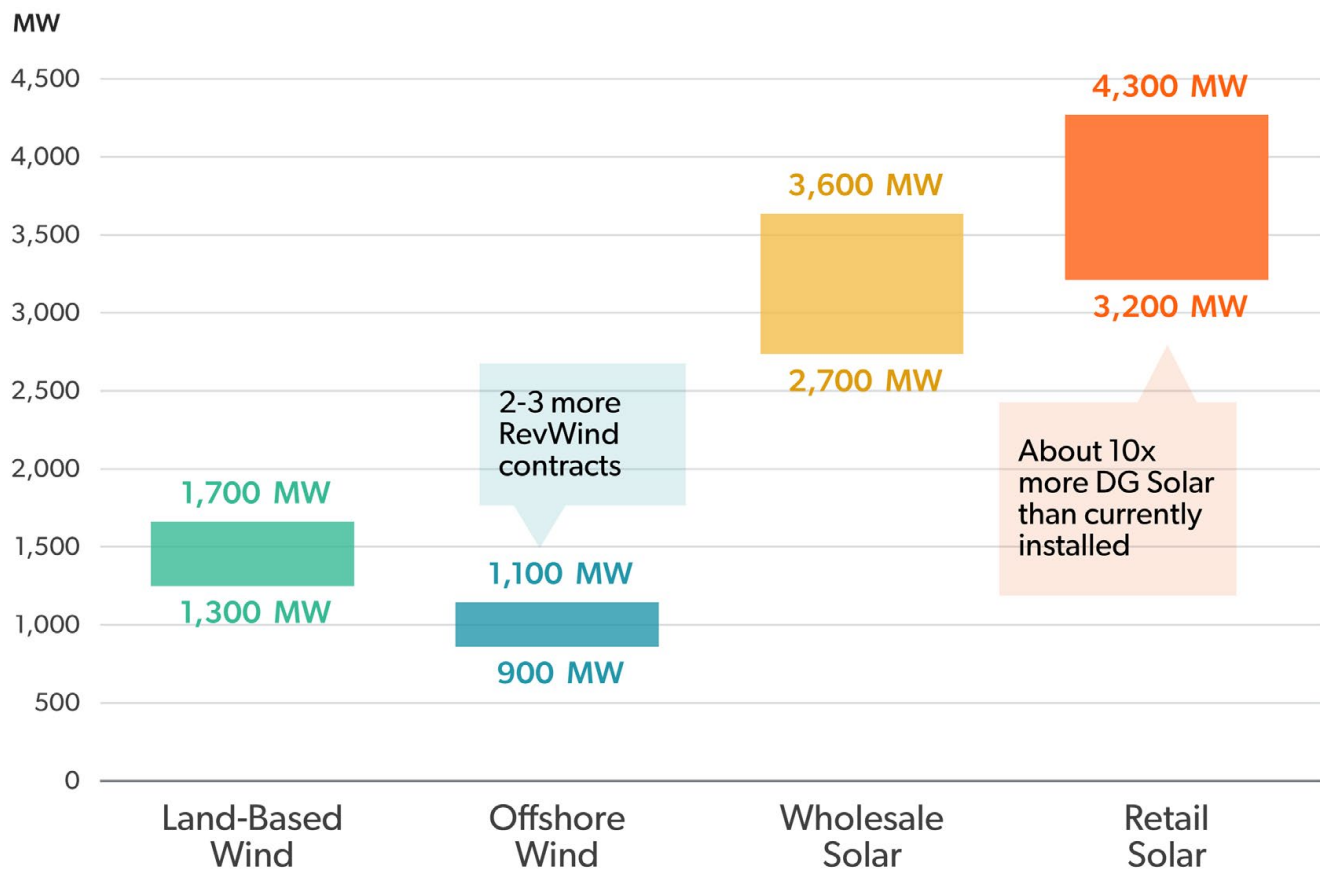 MW
4,500
4,000
3,500
3,000
2,500
2,000
1,500
1,000
500
0
1,700 MW
1,300 MW
2-3 more
RevWind
contracts
1,100 MW
900 MW
3,600 MW
2,700 MW
4,300 MW
3,200 MW
About 10x
more DG Solar
than currently
installed
Land-Based
Wind
Offshore
Wind
Wholesale
Solar
Retail
Solar